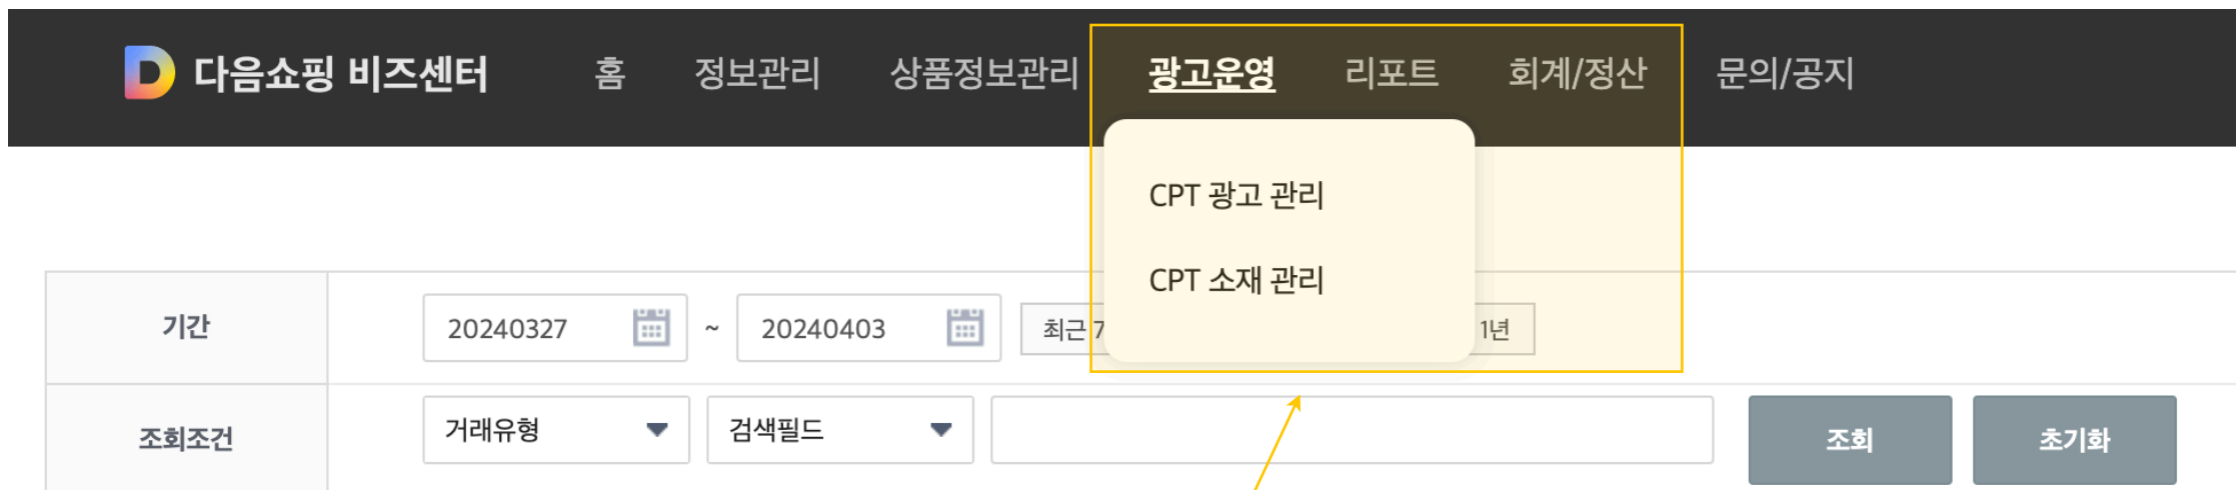 다음쇼핑 비즈센터 홈 정보관리 상품정보관리 광고운영 리포트 회계/정산 문의/공지
CPT 광고 관리
CPT 소재 관리
기간 20240327 ~ 20240403 최근 7 1년
조회조건 거래유형 검색필드 조회 초기화